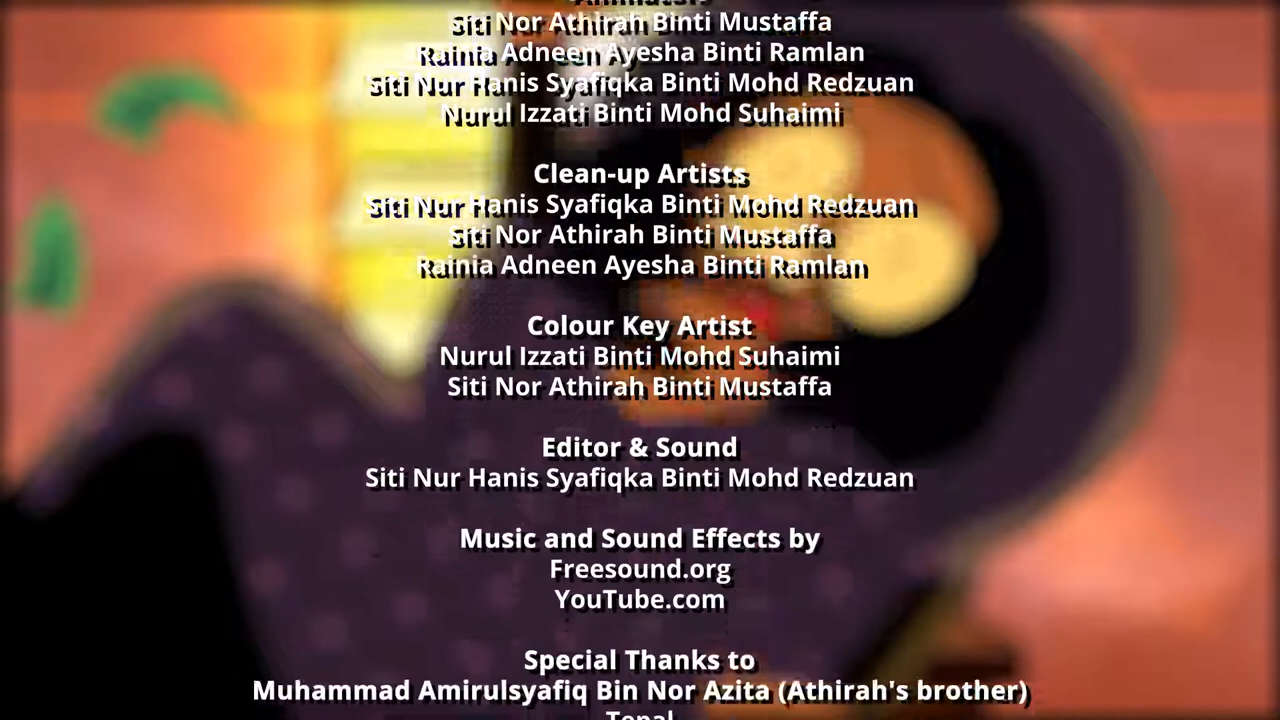 Animators
Siti Nor Athirah Binti Mustaffa
Rainia Adneen Ayesha Binti Ramlan
Siti Nur Hanis Syafiqka Binti Mohd Redzuan
Nurul Izzati Binti Mohd Suhaimi
Clean-up Artists
Siti Nur Hanis Syafiqka Binti Mohd Redzuan
Siti Nor Athirah Binti Mustaffa
Rainia Adneen Ayesha Binti Ramlan
Colour Key Artist
Nurul Izzati Binti Mohd Suhaimi
Siti Nor Athirah Binti Mustaffa
Editor & Sound
Siti Nur Hanis Syafiqka Binti Mohd Redzuan
Music and Sound Effects by
Freesound.org
YouTube.com
Special Thanks to
Muhammad Amirulsyafiq Bin Nor Azita (Athirah's brother)